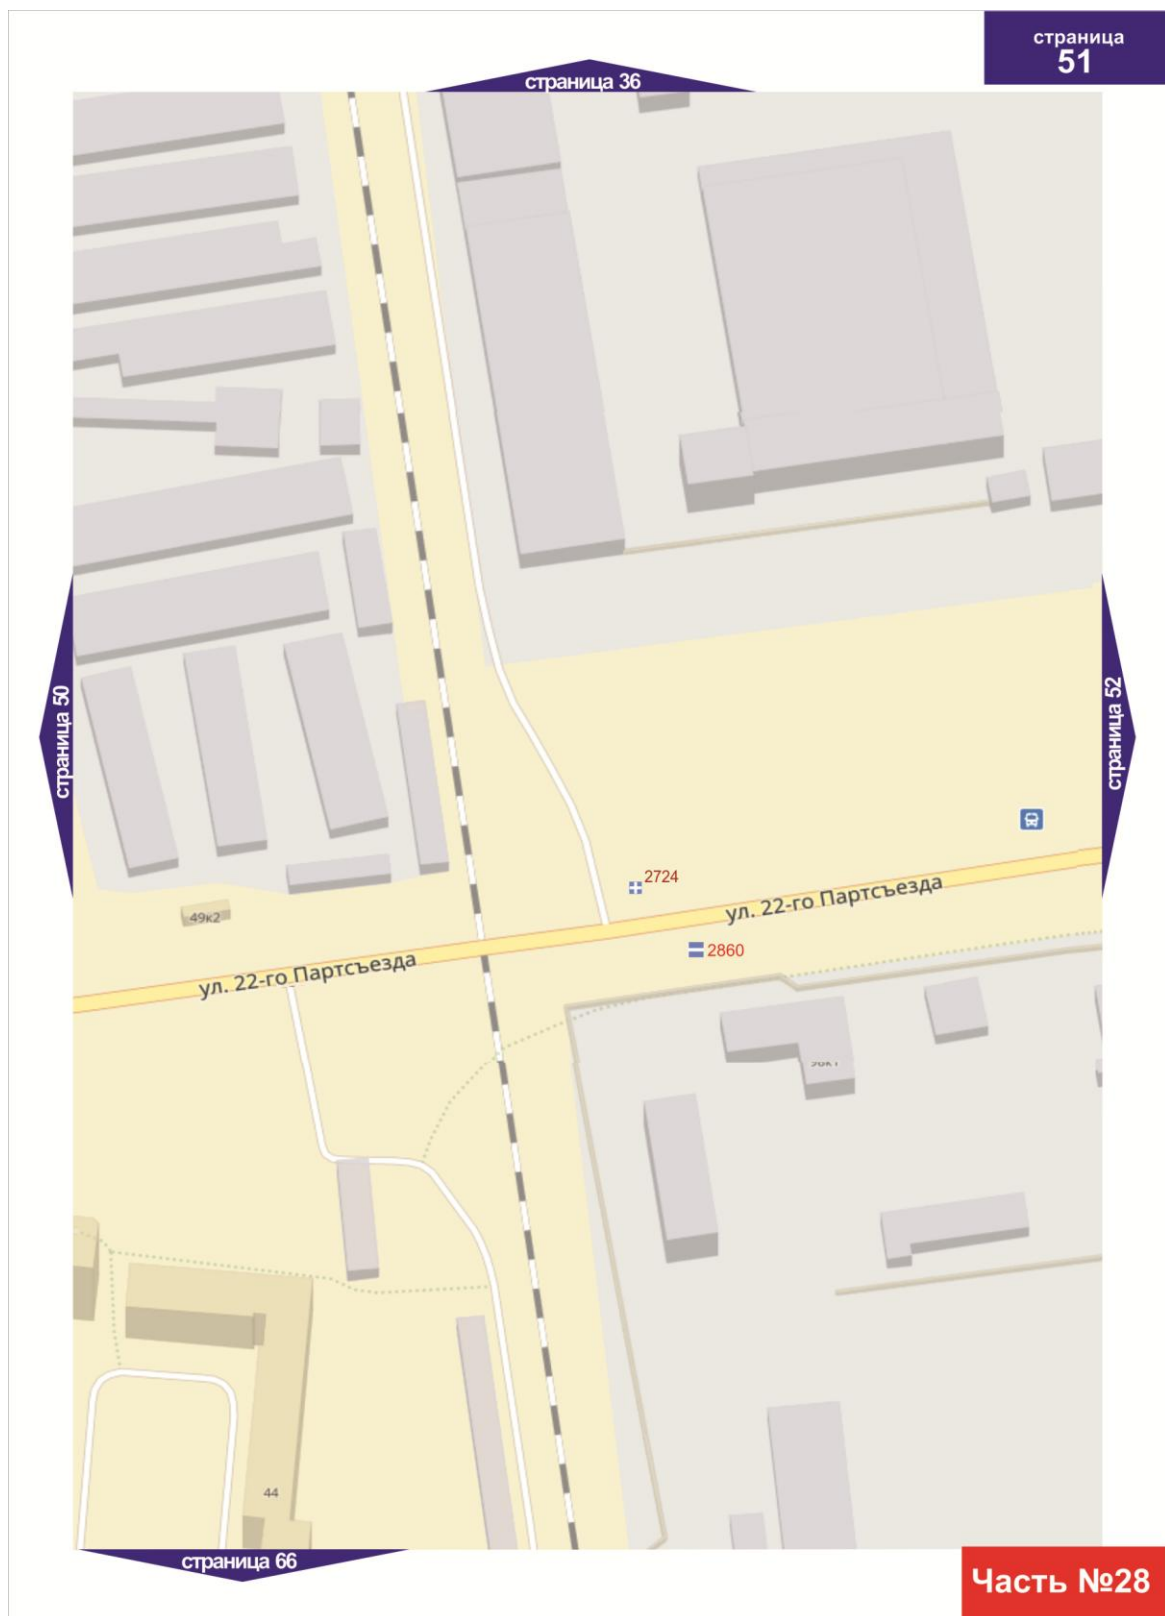 страница
51
страница 36
страница 50
страница 52
2724
ул. 22-го Партсъезда
49к2
2860
ул. 22-го Партсъезда
44
страница 66
Часть №28